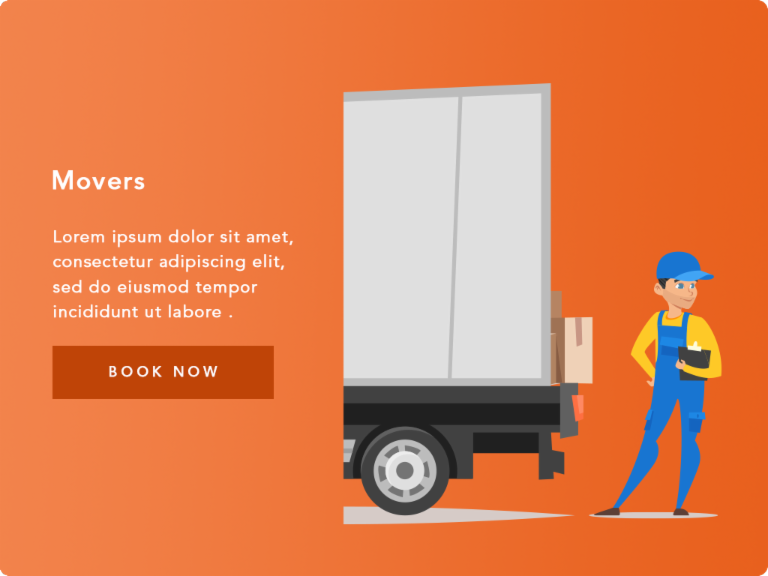 Movers
Lorem ipsum dolor sit amet,
consectetur adipiscing elit,
sed do eiusmod tempor
incididunt ut labore .
BOOK NOW